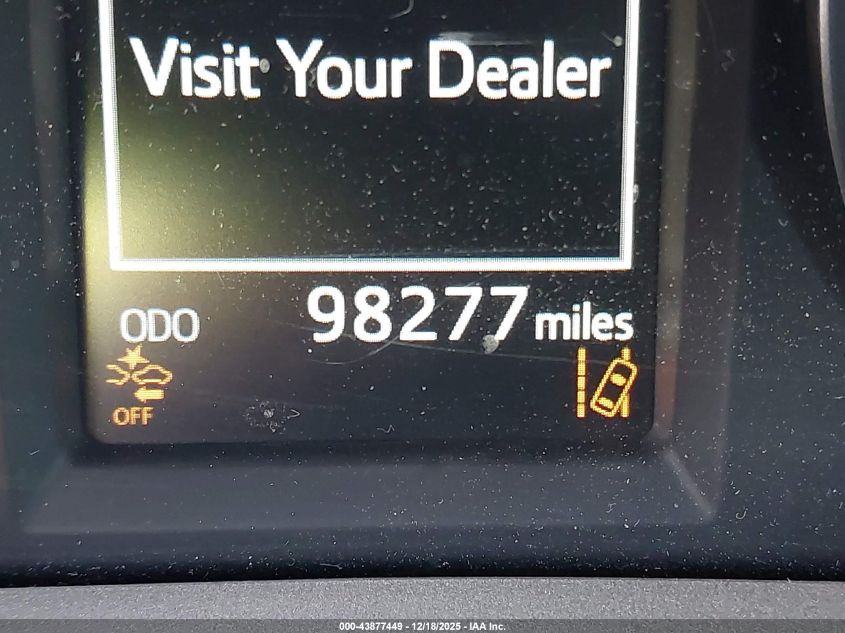 Visit Your Dealer
ODO 98277 miles
OFF
000-43877449 - 12/18/2025 - IAA Inc.